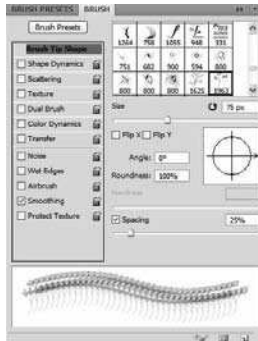 BRUSH PRESETS BRUSH
Brush Presets
Brush Tip Shape
Shape Dynamics
Scattering
Texture
Dual Brush
Color Dynamics
Transfer
Noise
Wet Edges
Airbrush
Smoothing
Protect Texture
1264 758 1055 948 331
751 682 900 594 800
800 800 800 1625 1963
Size 75 px
Flip X Flip Y
Angle: 0°
Roundness: 100%
Hardness
Spacing 25%